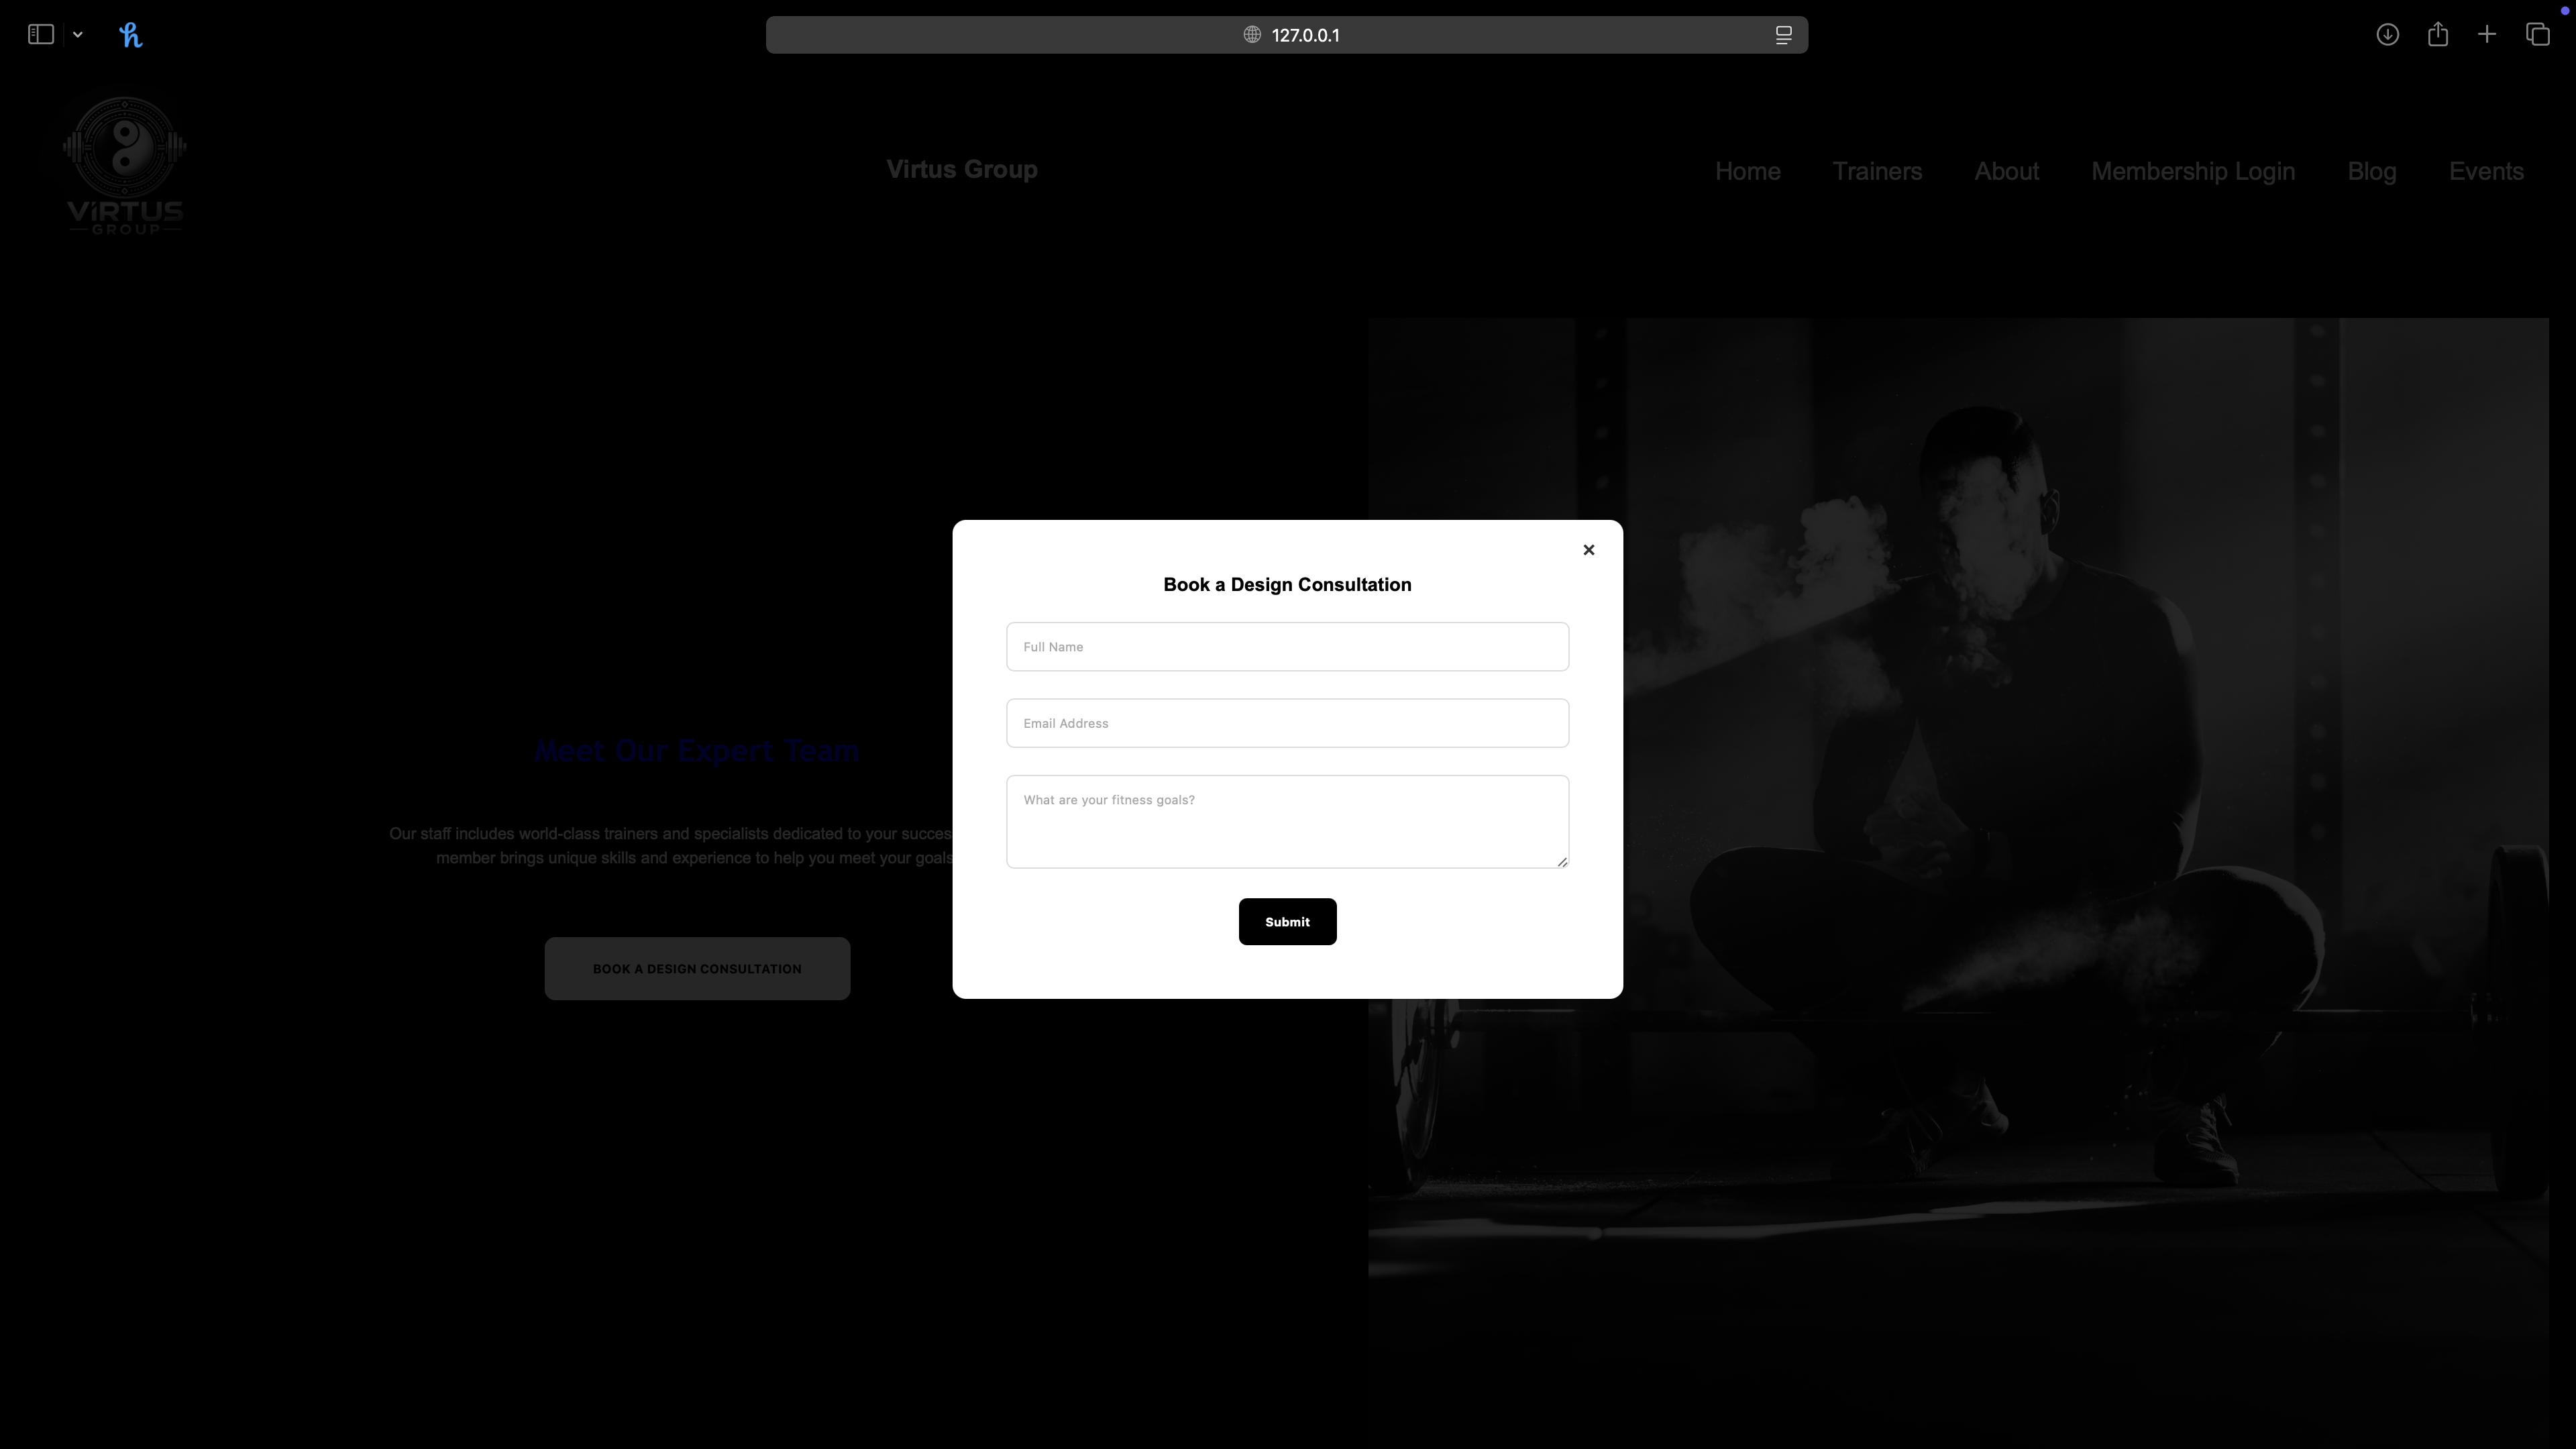 127.0.0.1
VIRTUS
GROUP
Virtus Group
Home Trainers About Membership Login Blog Events
Book a Design Consultation
Full Name
Email Address
What are your fitness goals?
Submit
Meet Our Expert Team
Our staff includes world-class trainers and specialists dedicated to your
member brings unique skills and experience to help you meet your goals
BOOK A DESIGN CONSULTATION